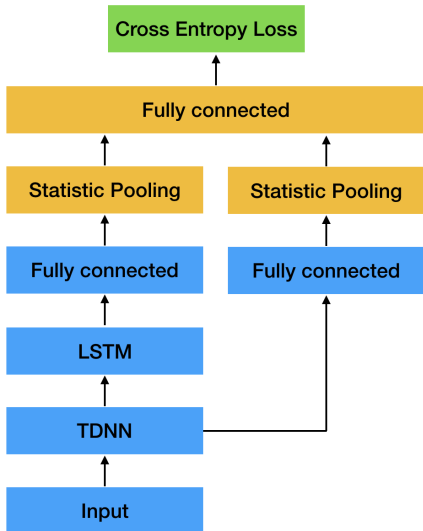 Cross Entropy Loss
Fully connected
Statistic Pooling
Statistic Pooling
Fully connected
Fully connected
LSTM
TDNN
Input